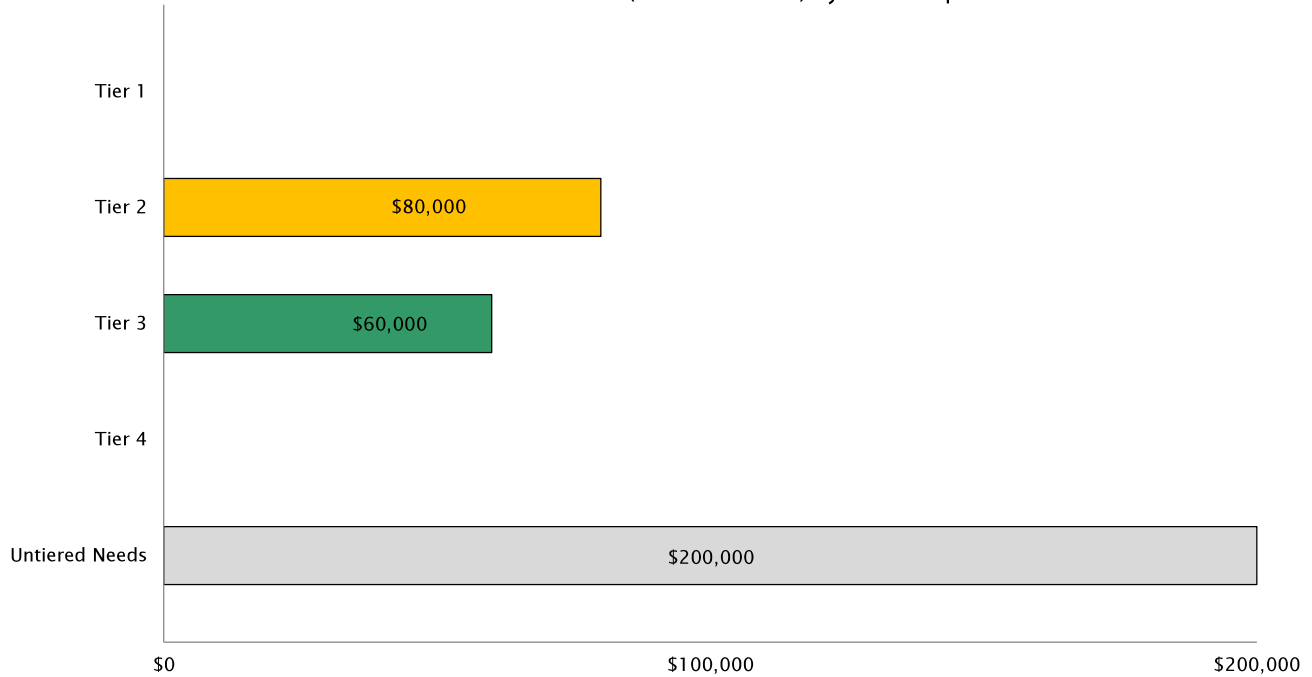 Tier 1
Tier 2
$80,000
Tier 3
$60,000
Tier 4
Untiered Needs
$200,000
$0
$100,000
$200,000